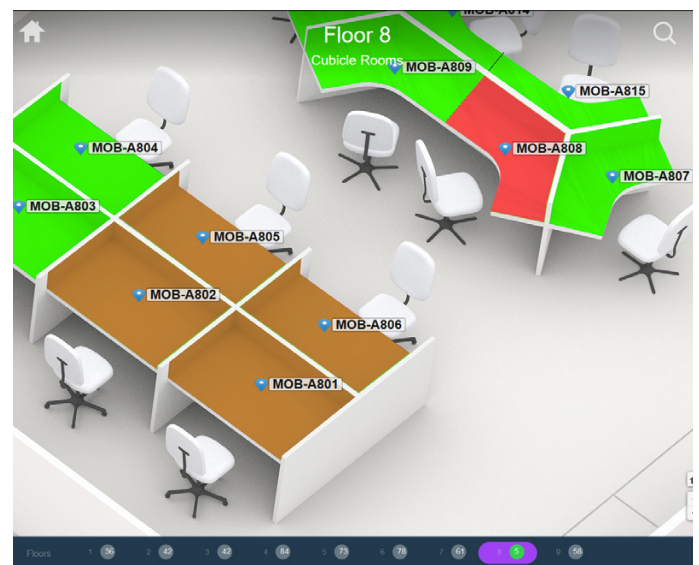 Floor 8
Cubicle Rooms
MOB-A809
MOB-A815
MOB-A804
MOB-A808
MOB-A807
MOB-A803
MOB-A805
MOB-A802
MOB-A806
MOB-A801
Floors 1 36 2 42 3 42 4 84 5 73 6 78 7 61 8 5 9 58